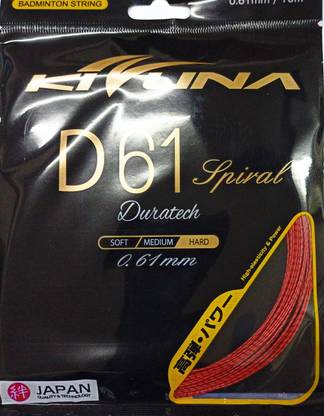 BADMINTON STRING
0.61mm / 10m
KIZUNA
D61 Spiral
Duratech
SOFT MEDIUM HARD
0.61mm
高弾・パワー
High-elasticity & Power
絆 JAPAN
QUALITY & TECHNOLOGY